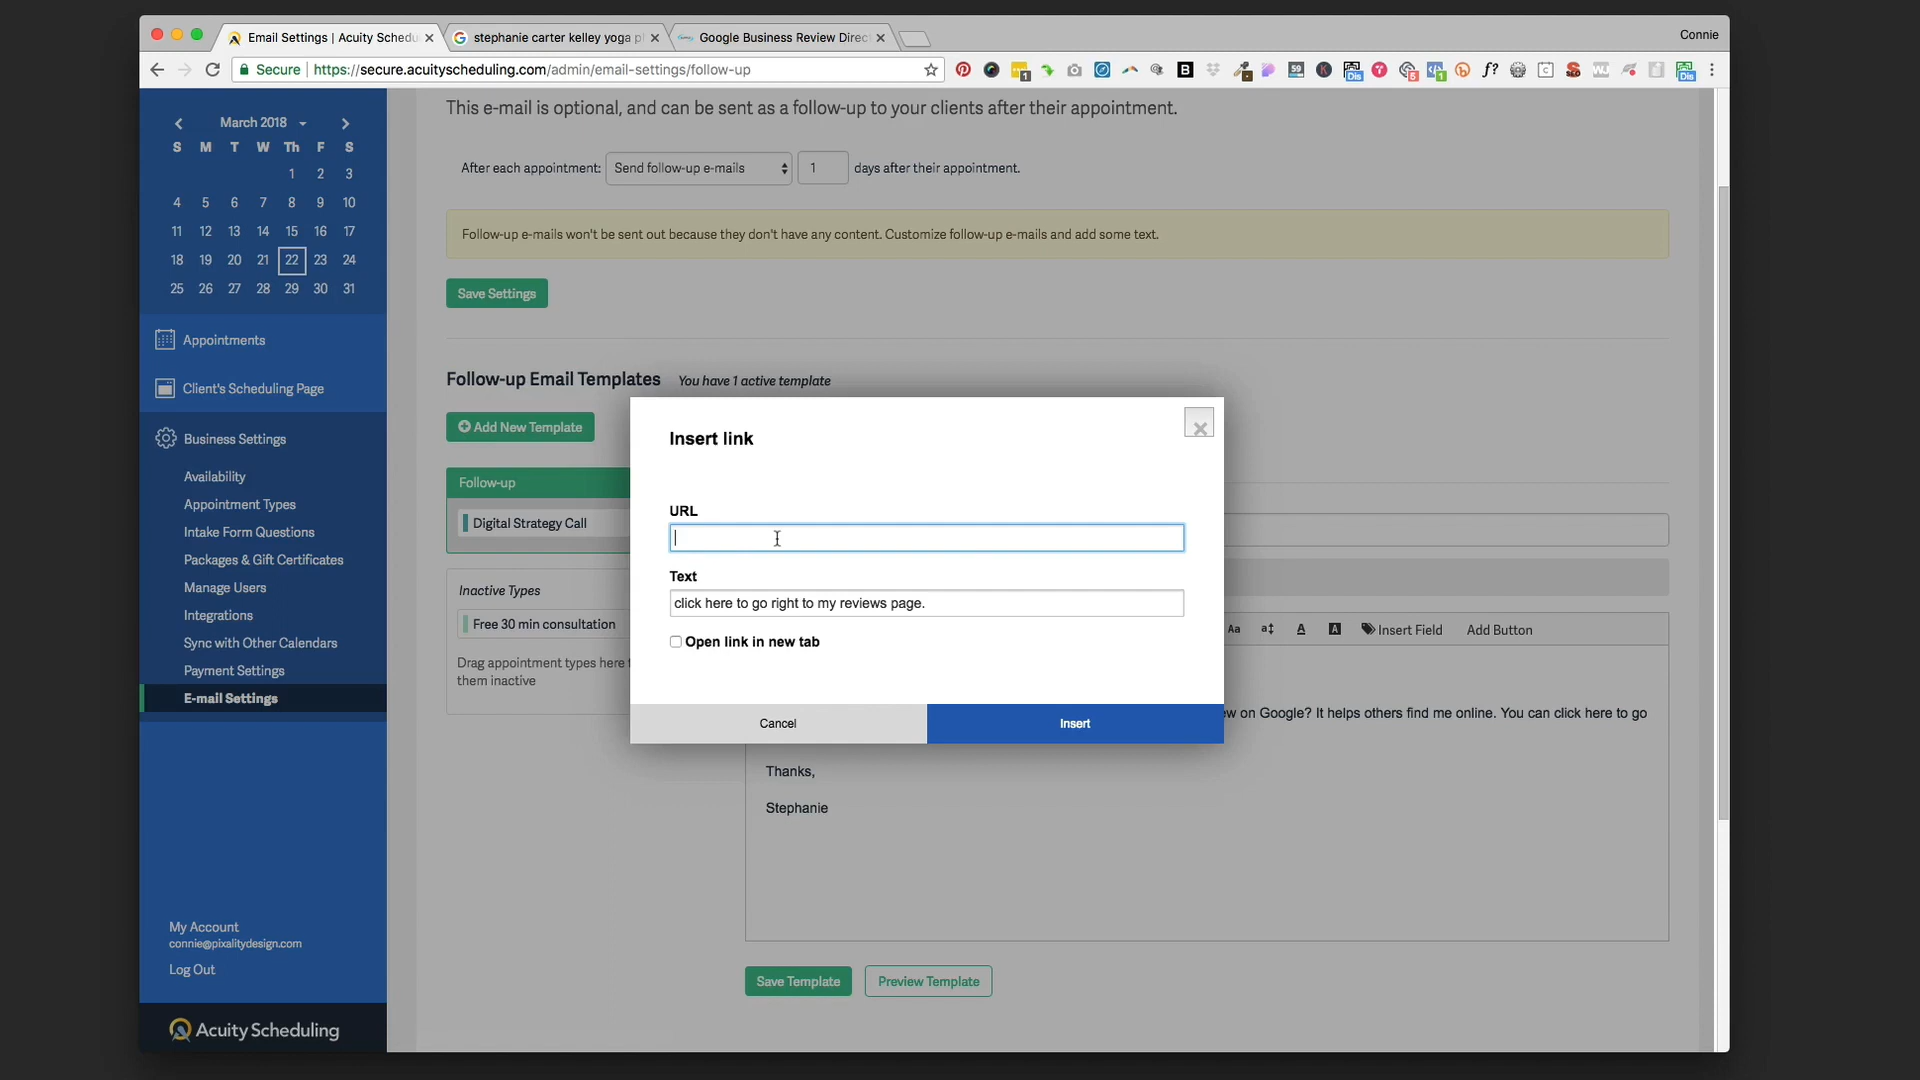 Email Settings | Acuity Schedu
stephanie carter kelley yoga p
Google Business Review Direc
Connie
Secure
https://secure.acuityscheduling.com/admin/email-settings/follow-up
March 2018
S M T W Th F S
1 2 3
4 5 6 7 8 9 10
11 12 13 14 15 16 17
18 19 20 21 22 23 24
25 26 27 28 29 30 31
Appointments
Client's Scheduling Page
Business Settings
Availability
Appointment Types
Intake Form Questions
Packages & Gift Certificates
Manage Users
Integrations
Sync with Other Calendars
Payment Settings
E-mail Settings
My Account
connie@pixalitydesign.com
Log Out
Acuity Scheduling
This e-mail is optional, and can be sent as a follow-up to your clients after their appointment.
After each appointment: Send follow-up e-mails 1 days after their appointment.
Follow-up e-mails won't be sent out because they don't have any content. Customize follow-up e-mails and add some text.
Save Settings
Follow-up Email Templates You have 1 active template
Add New Template
Follow-up
Digital Strategy Call
Inactive Types
Free 30 min consultation
Drag appointment types here
them inactive
Insert link
URL
Text
click here to go right to my reviews page.
Open link in new tab
Cancel
Insert
Aa A A Insert Field Add Button
w on Google? It helps others find me online. You can click here to go
Thanks,
Stephanie
Save Template
Preview Template